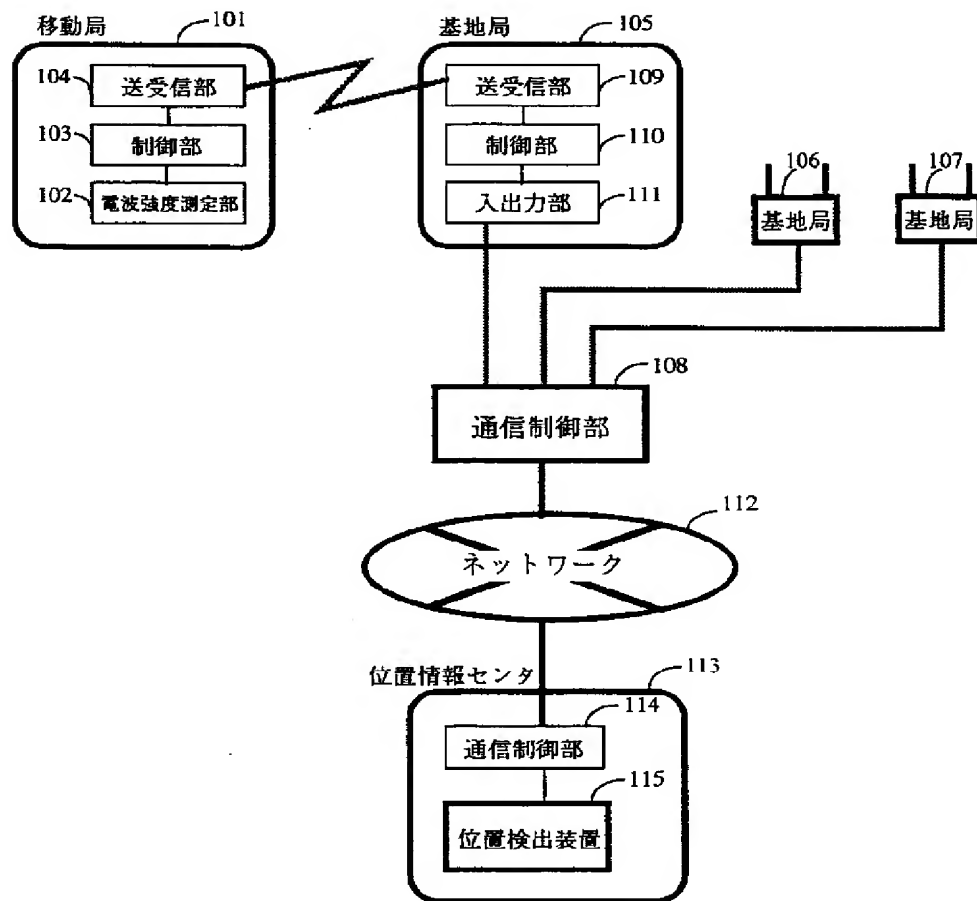 移動局
101
基地局
105
104
送受信部
送受信部
109
103
制御部
制御部
110
102
電波強度測定部
入出力部
111
106
基地局
107
基地局
108
通信制御部
112
ネットワーク
位置情報センタ
113
114
通信制御部
115
位置検出装置